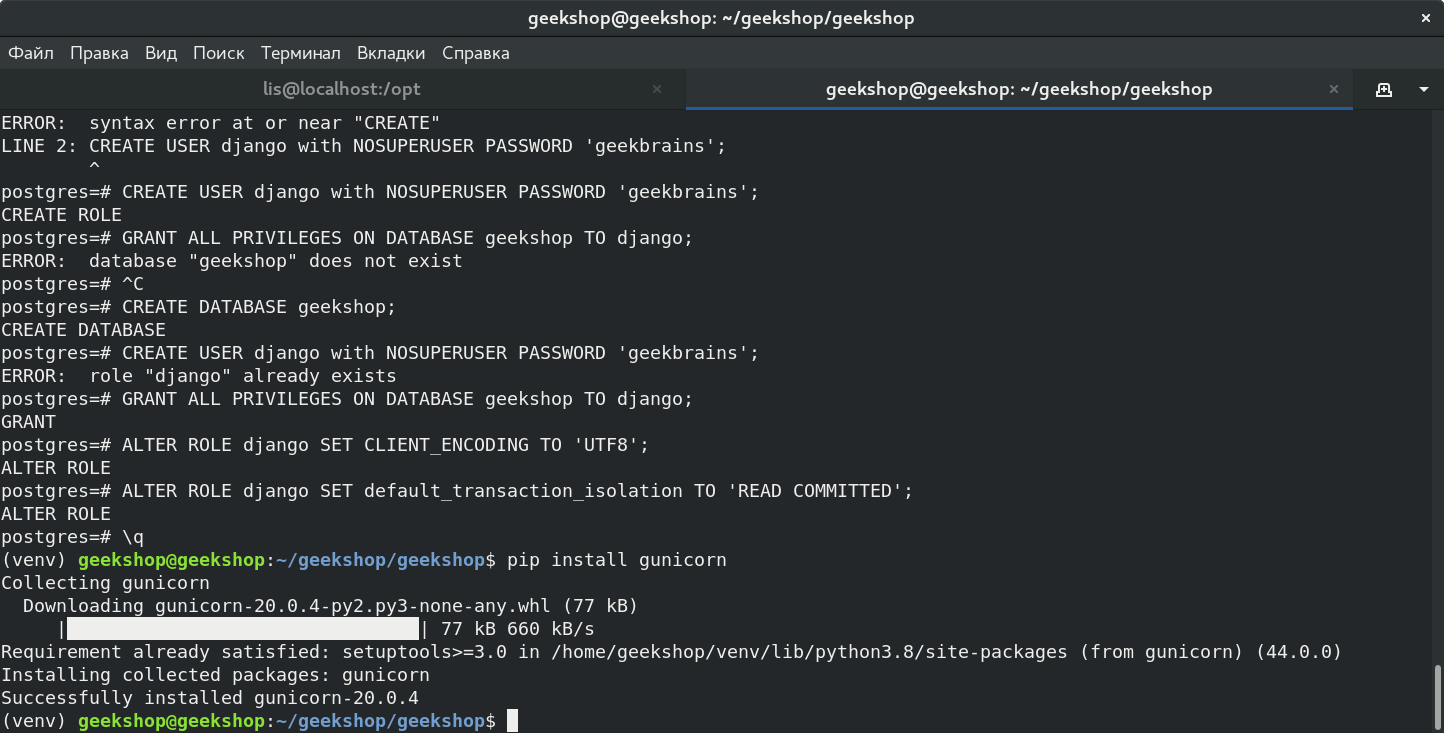 geekshop@geekshop: ~/geekshop/geekshop
Файл Правка Вид Поиск Терминал Вкладки Справка
lis@localhost:/opt
geekshop@geekshop: ~/geekshop/geekshop
ERROR:  syntax error at or near "CREATE"
LINE 2: CREATE USER django with NOSUPERUSER PASSWORD 'geekbrains';
        ^
postgres=# CREATE USER django with NOSUPERUSER PASSWORD 'geekbrains';
CREATE ROLE
postgres=# GRANT ALL PRIVILEGES ON DATABASE geekshop TO django;
ERROR:  database "geekshop" does not exist
postgres=# ^C
postgres=# CREATE DATABASE geekshop;
CREATE DATABASE
postgres=# CREATE USER django with NOSUPERUSER PASSWORD 'geekbrains';
ERROR:  role "django" already exists
postgres=# GRANT ALL PRIVILEGES ON DATABASE geekshop TO django;
GRANT
postgres=# ALTER ROLE django SET CLIENT_ENCODING TO 'UTF8';
ALTER ROLE
postgres=# ALTER ROLE django SET default_transaction_isolation TO 'READ COMMITTED';
ALTER ROLE
postgres=# \q
(venv) geekshop@geekshop:~/geekshop/geekshop$ pip install gunicorn
Collecting gunicorn
  Downloading gunicorn-20.0.4-py2.py3-none-any.whl (77 kB)
     |████████████████████████████████| 77 kB 660 kB/s
Requirement already satisfied: setuptools>=3.0 in /home/geekshop/venv/lib/python3.8/site-packages (from gunicorn) (44.0.0)
Installing collected packages: gunicorn
Successfully installed gunicorn-20.0.4
(venv) geekshop@geekshop:~/geekshop/geekshop$